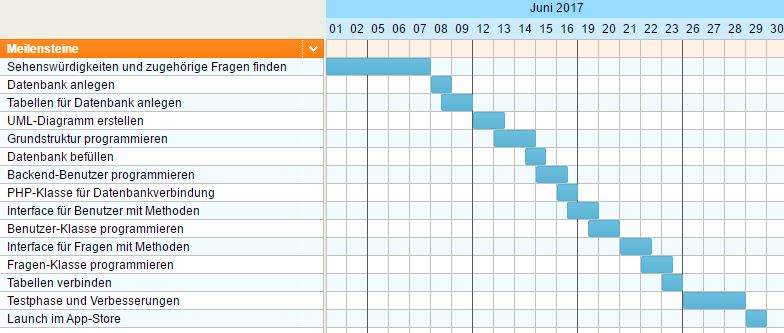 Juni 2017
01 02 05 06 07 08 09 12 13 14 15 16 19 20 21 22 23 26 27 28 29 30
Meilensteine
Sehenswürdigkeiten und zugehörige Fragen finden
Datenbank anlegen
Tabellen für Datenbank anlegen
UML-Diagramm erstellen
Grundstruktur programmieren
Datenbank befüllen
Backend-Benutzer programmieren
PHP-Klasse für Datenbankverbindung
Interface für Benutzer mit Methoden
Benutzer-Klasse programmieren
Interface für Fragen mit Methoden
Fragen-Klasse programmieren
Tabellen verbinden
Testphase und Verbesserungen
Launch im App-Store